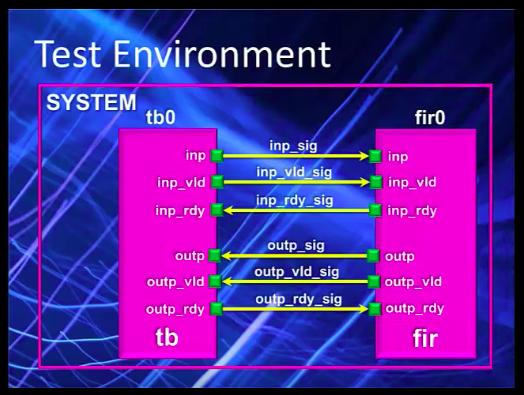 Test Environment
SYSTEM
tb0
fir0
inp
inp_sig
inp
inp_vld
inp_vld_sig
inp_vld
inp_rdy
inp_rdy_sig
inp_rdy
outp
outp_sig
outp
outp_vld
outp_vld_sig
outp_vld
outp_rdy
outp_rdy_sig
outp_rdy
tb
fir